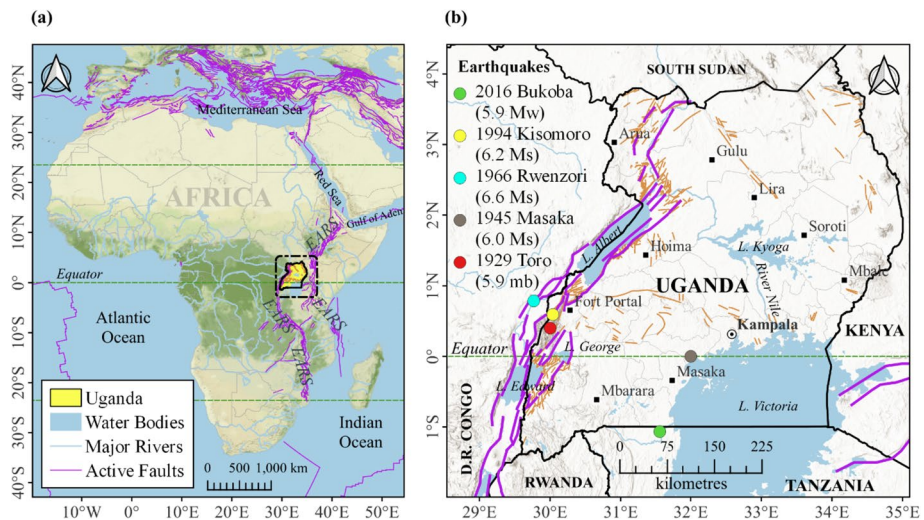 (a)
40°N
30°N
20°N
10°N
0°
10°S
20°S
30°S
40°S
Mediterranean Sea
Red Sea
Gulf of Aden
AFRICA
EARS
Equator
EARS
EARS
EARS
Atlantic
Ocean
Indian
Ocean
Uganda
Water Bodies
Major Rivers
Active Faults
0 500 1,000 km
10°W 0° 10°E 20°E 30°E 40°E 50°E
(b)
4°N
3°N
2°N
1°N
0°
1°S
Earthquakes
2016 Bukoba
(5.9 Mw)
1994 Kisomoro
(6.2 Ms)
1966 Rwenzori
(6.6 Ms)
1945 Masaka
(6.0 Ms)
1929 Toro
(5.9 mb)
SOUTH SUDAN
Arua
Gulu
Lira
Soroti
L. Albert
Hoima
L. Kyoga
Mbale
UGANDA
River Nile
Fort Portal
Kampala
KENYA
Equator
L. George
L. Edward
Masaka
Mbarara
L. Victoria
D.R. CONGO
0 75 150 225
kilometres
RWANDA
TANZANIA
29°E 30°E 31°E 32°E 33°E 34°E 35°E